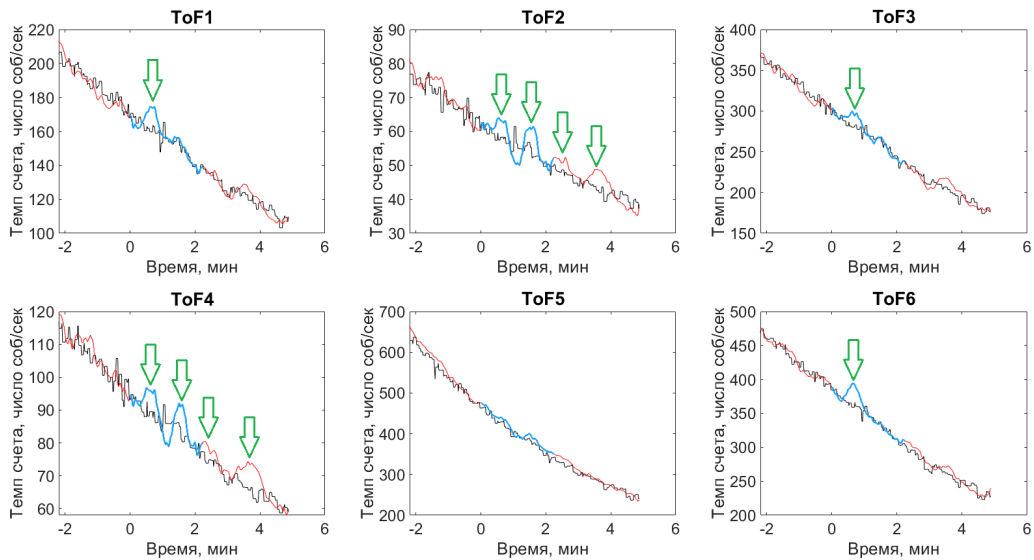 ToF1
Темп счета, число соб/сек
220
200
180
160
140
120
100
-2 0 2 4 6
Время, мин
ToF2
Темп счета, число соб/сек
90
80
70
60
50
40
30
-2 0 2 4 6
Время, мин
ToF3
Темп счета, число соб/сек
400
350
300
250
200
150
-2 0 2 4 6
Время, мин
ToF4
Темп счета, число соб/сек
120
110
100
90
80
70
60
-2 0 2 4 6
Время, мин
ToF5
Темп счета, число соб/сек
700
600
500
400
300
200
-2 0 2 4 6
Время, мин
ToF6
Темп счета, число соб/сек
500
450
400
350
300
250
200
-2 0 2 4 6
Время, мин